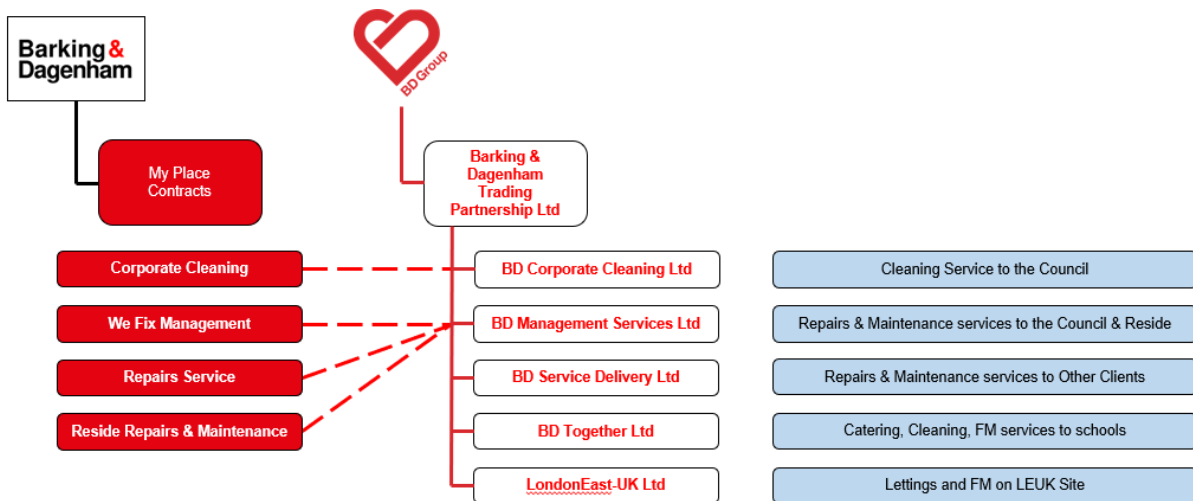 Barking&
Dagenham
BD Group
My Place
Contracts
Barking &
Dagenham
Trading
Partnership Ltd
Corporate Cleaning
BD Corporate Cleaning Ltd
Cleaning Service to the Council
We Fix Management
BD Management Services Ltd
Repairs & Maintenance services to the Council & Reside
Repairs Service
BD Service Delivery Ltd
Repairs & Maintenance services to Other Clients
Reside Repairs & Maintenance
BD Together Ltd
Catering, Cleaning, FM services to schools
LondonEast-UK Ltd
Lettings and FM on LEUK Site